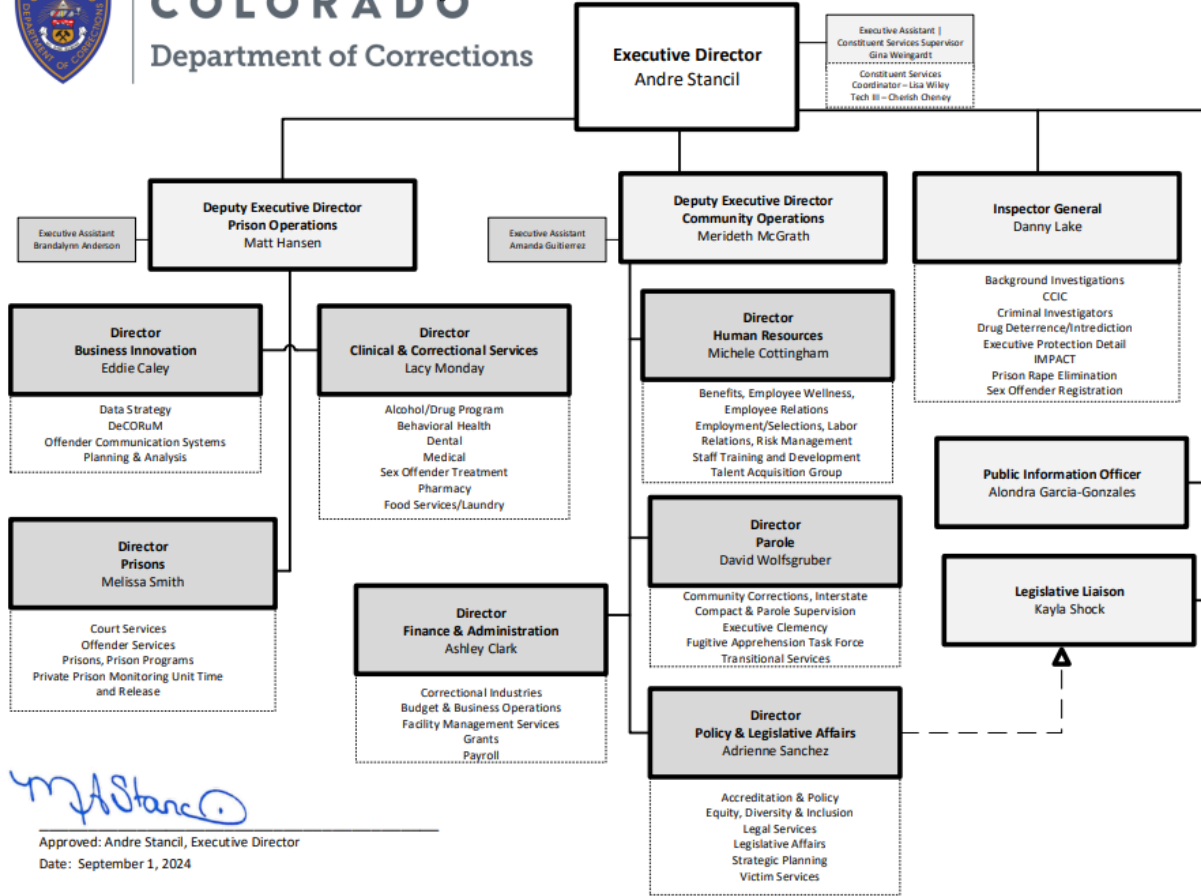 COLORADO
Department of Corrections
DEPARTMENT OF CORRECTIONS
Executive Director
Andre Stancil
Executive Assistant |
Constituent Services Supervisor
Gina Weingardt
Constituent Services
Coordinator – Lisa Wiley
Tech III – Cherish Cheney
Deputy Executive Director
Prison Operations
Matt Hansen
Executive Assistant
Brandalynn Anderson
Deputy Executive Director
Community Operations
Merideth McGrath
Executive Assistant
Amanda Guitierrez
Inspector General
Danny Lake
Background Investigations
CCIC
Criminal Investigators
Drug Deterrence/Intrediction
Executive Protection Detail
IMPACT
Prison Rape Elimination
Sex Offender Registration
Director
Business Innovation
Eddie Caley
Data Strategy
DeCORuM
Offender Communication Systems
Planning & Analysis
Director
Clinical & Correctional Services
Lacy Monday
Alcohol/Drug Program
Behavioral Health
Dental
Medical
Sex Offender Treatment
Pharmacy
Food Services/Laundry
Director
Human Resources
Michele Cottingham
Benefits, Employee Wellness,
Employee Relations
Employment/Selections, Labor
Relations, Risk Management
Staff Training and Development
Talent Acquisition Group
Public Information Officer
Alondra Garcia-Gonzales
Director
Prisons
Melissa Smith
Court Services
Offender Services
Prisons, Prison Programs
Private Prison Monitoring Unit Time
and Release
Director
Parole
David Wolfsgruber
Community Corrections, Interstate
Compact & Parole Supervision
Executive Clemency
Fugitive Apprehension Task Force
Transitional Services
Legislative Liaison
Kayla Shock
Director
Finance & Administration
Ashley Clark
Correctional Industries
Budget & Business Operations
Facility Management Services
Grants
Payroll
Director
Policy & Legislative Affairs
Adrienne Sanchez
Accreditation & Policy
Equity, Diversity & Inclusion
Legal Services
Legislative Affairs
Strategic Planning
Victim Services
Approved: Andre Stancil, Executive Director
Date: September 1, 2024